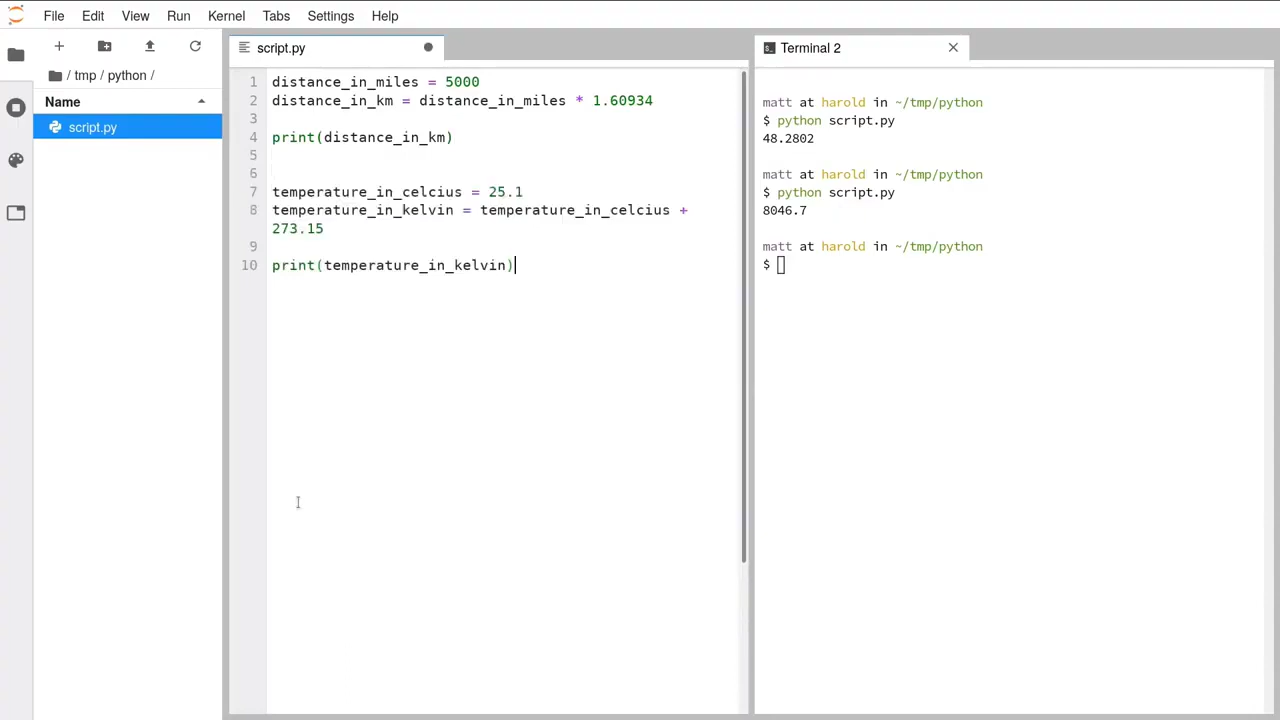 File Edit View Run Kernel Tabs Settings Help
script.py
Terminal 2
/ tmp / python /
Name
script.py
1 distance_in_miles = 5000
2 distance_in_km = distance_in_miles * 1.60934
3
4 print(distance_in_km)
5
6
7 temperature_in_celcius = 25.1
8 temperature_in_kelvin = temperature_in_celcius +
273.15
9
10 print(temperature_in_kelvin)
matt at harold in ~/tmp/python
$ python script.py
48.2802
matt at harold in ~/tmp/python
$ python script.py
8046.7
matt at harold in ~/tmp/python
$